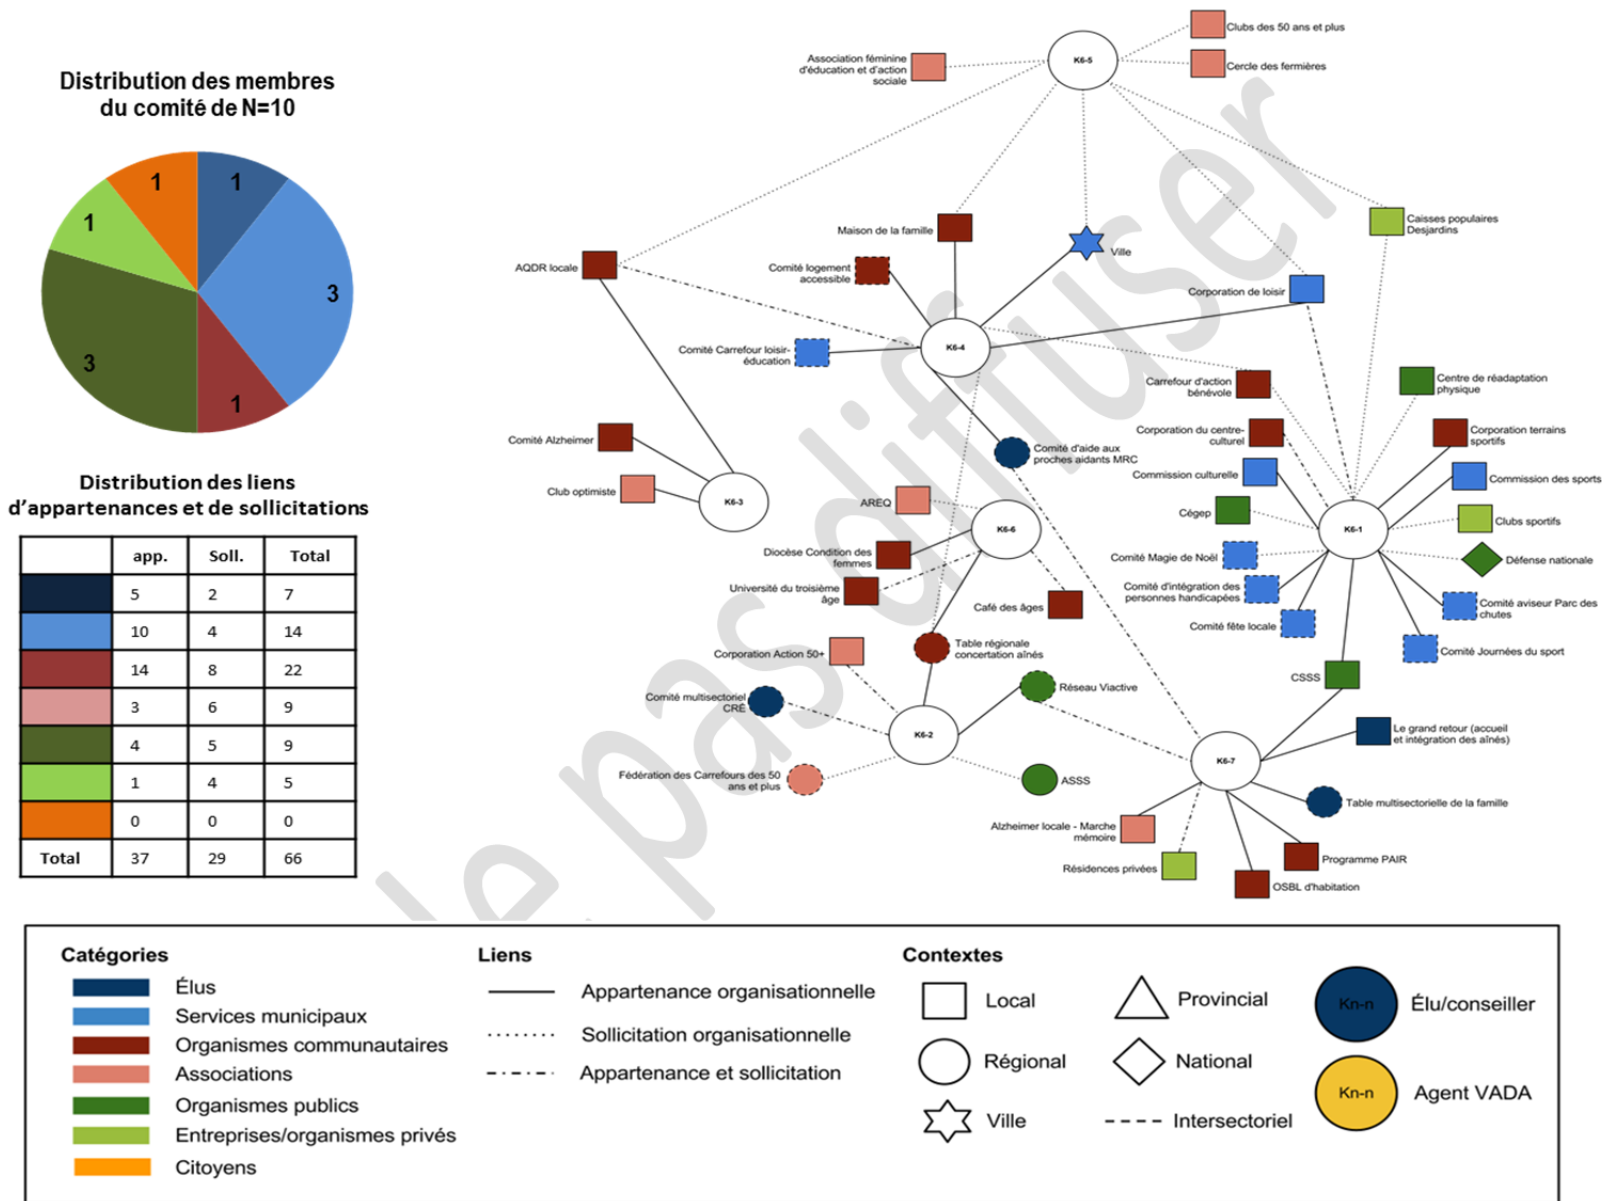 Distribution des membres
du comité de N=10
1
1
3
1
3
1
Distribution des liens
d'appartenances et de sollicitations
app. Soll. Total
5 2 7
10 4 14
14 8 22
3 6 9
4 5 9
1 4 5
0 0 0
Total 37 29 66
Clubs des 50 ans et plus
K6-5
Association féminine
d'éducation et d'action
sociale
Cercle des fermières
Maison de la famille
Caisses populaires
Desjardins
Ville
AQDR locale
Comité logement
accessible
Corporation de loisir
K6-4
Comité Carrefour loisir-
éducation
Carrefour d'action
bénévole
Centre de réadaptation
physique
Comité Alzheimer
Corporation du centre-
culturel
Corporation terrains
sportifs
Comité d'aide aux
proches aidants MRC
Commission culturelle
Commission des sports
Club optimiste
K6-3
AREQ
Cégep
Clubs sportifs
K6-6
K6-1
Diocèse Condition des
femmes
Comité Magie de Noël
Défense nationale
Université du troisième
âge
Comité d'intégration des
personnes handicapées
Café des âges
Comité aviseur Parc des
chutes
Comité fête locale
Corporation Action 50+
Table régionale
concertation aînés
Comité Journées du sport
CSSS
Réseau Viactive
Comité multisectoriel
CRÉ
K6-2
Le grand retour (accueil
et intégration des aînés)
K6-7
Fédération des Carrefours des 50
ans et plus
ASSS
Table multisectorielle de la famille
Alzheimer locale - Marche
mémoire
Programme PAIR
Résidences privées
OSBL d'habitation
le pas diffuser
Catégories
Élus
Services municipaux
Organismes communautaires
Associations
Organismes publics
Entreprises/organismes privés
Citoyens
Liens
Appartenance organisationnelle
Sollicitation organisationnelle
Appartenance et sollicitation
Contextes
Local
Provincial
Kn-n
Élu/conseiller
Régional
National
Kn-n
Agent VADA
Ville
Intersectoriel